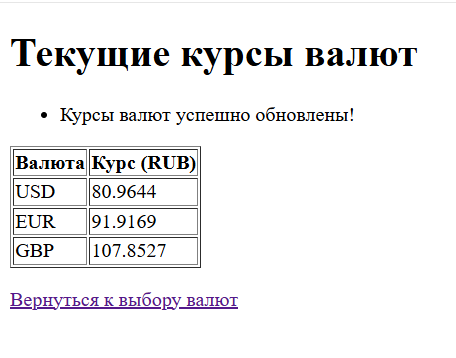 Текущие курсы валют
Курсы валют успешно обновлены!
Валюта Курс (RUB)
USD 80.9644
EUR 91.9169
GBP 107.8527
Вернуться к выбору валют